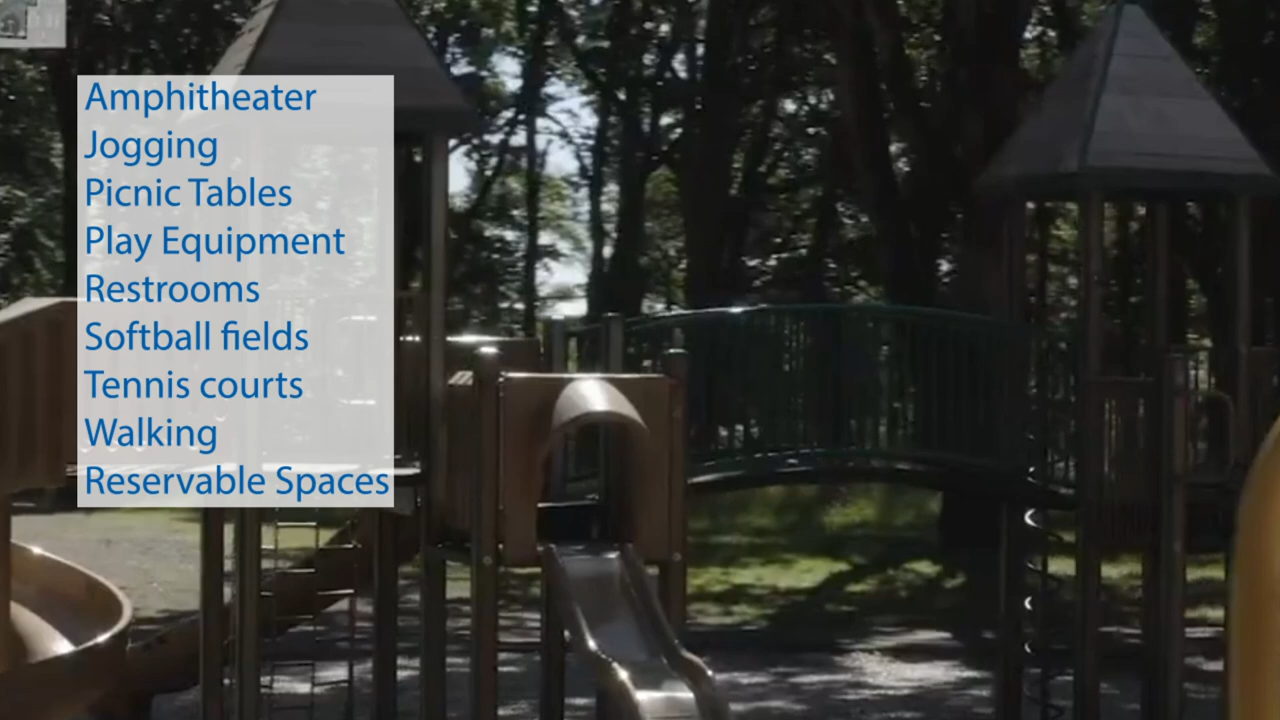 Amphitheater
Jogging
Picnic Tables
Play Equipment
Restrooms
Softball fields
Tennis courts
Walking
Reservable Spaces